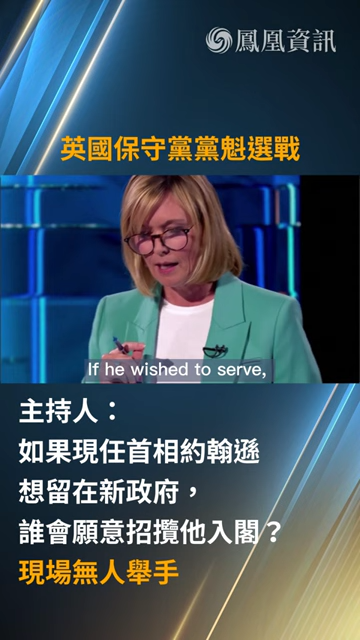 鳳凰資訊
英國保守黨黨魁選戰
If he wished to serve,
主持人：
如果現任首相約翰遜
想留在新政府，
誰會願意招攬他入閣？
現場無人舉手